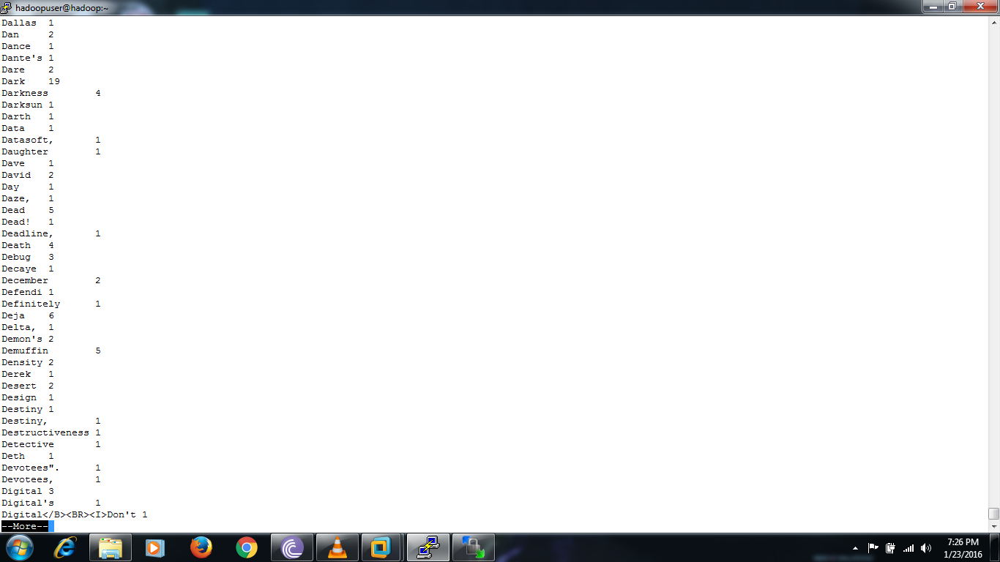 hadoopuser@hadoop:~
Dallas 1
Dan 2
Dance 1
Dante's 1
Dare 2
Dark 19
Darkness 4
Darksun 1
Darth 1
Data 1
Datasoft, 1
Daughter 1
Dave 1
David 2
Day 1
Daze, 1
Dead 5
Dead! 1
Deadline, 1
Death 4
Debug 3
Decaye 1
December 2
Defendi 1
Definitely 1
Deja 6
Delta, 1
Demon's 2
Demuffin 5
Density 2
Derek 1
Desert 2
Design 1
Destiny 1
Destiny, 1
Destructiveness 1
Detective 1
Deth 1
Devotees". 1
Devotees, 1
Digital 3
Digital's 1
Digital</B><BR><I>Don't 1
--More--
7:26 PM
1/23/2016